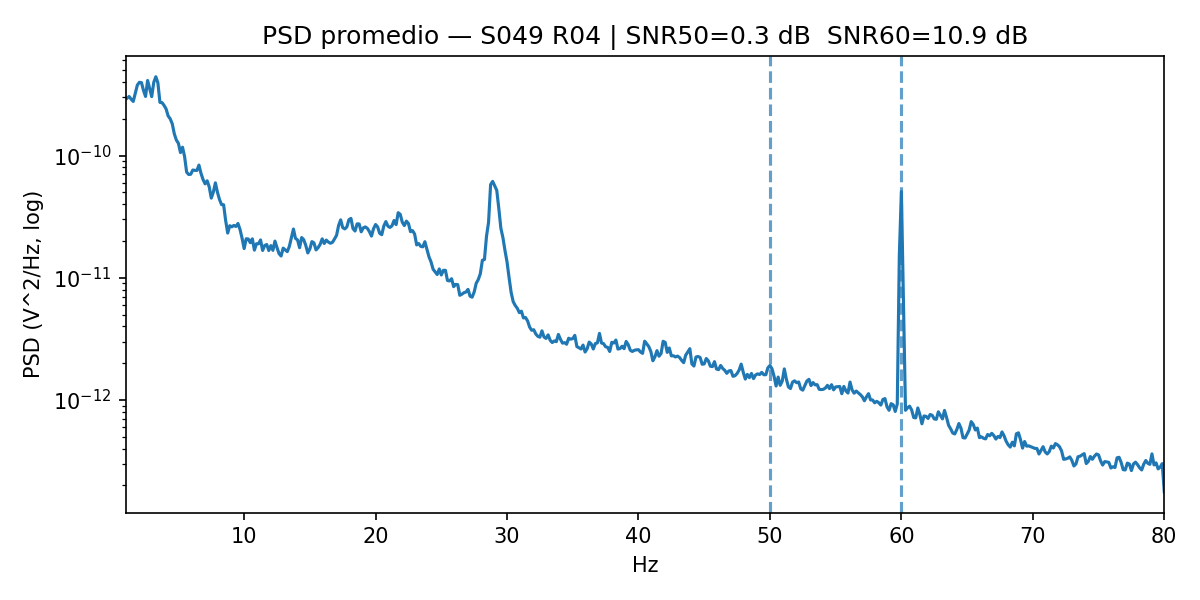 PSD promedio — S049 R04 | SNR50=0.3 dB  SNR60=10.9 dB
PSD (V^2/Hz, log)
10⁻¹⁰
10⁻¹¹
10⁻¹²
10 20 30 40 50 60 70 80
Hz